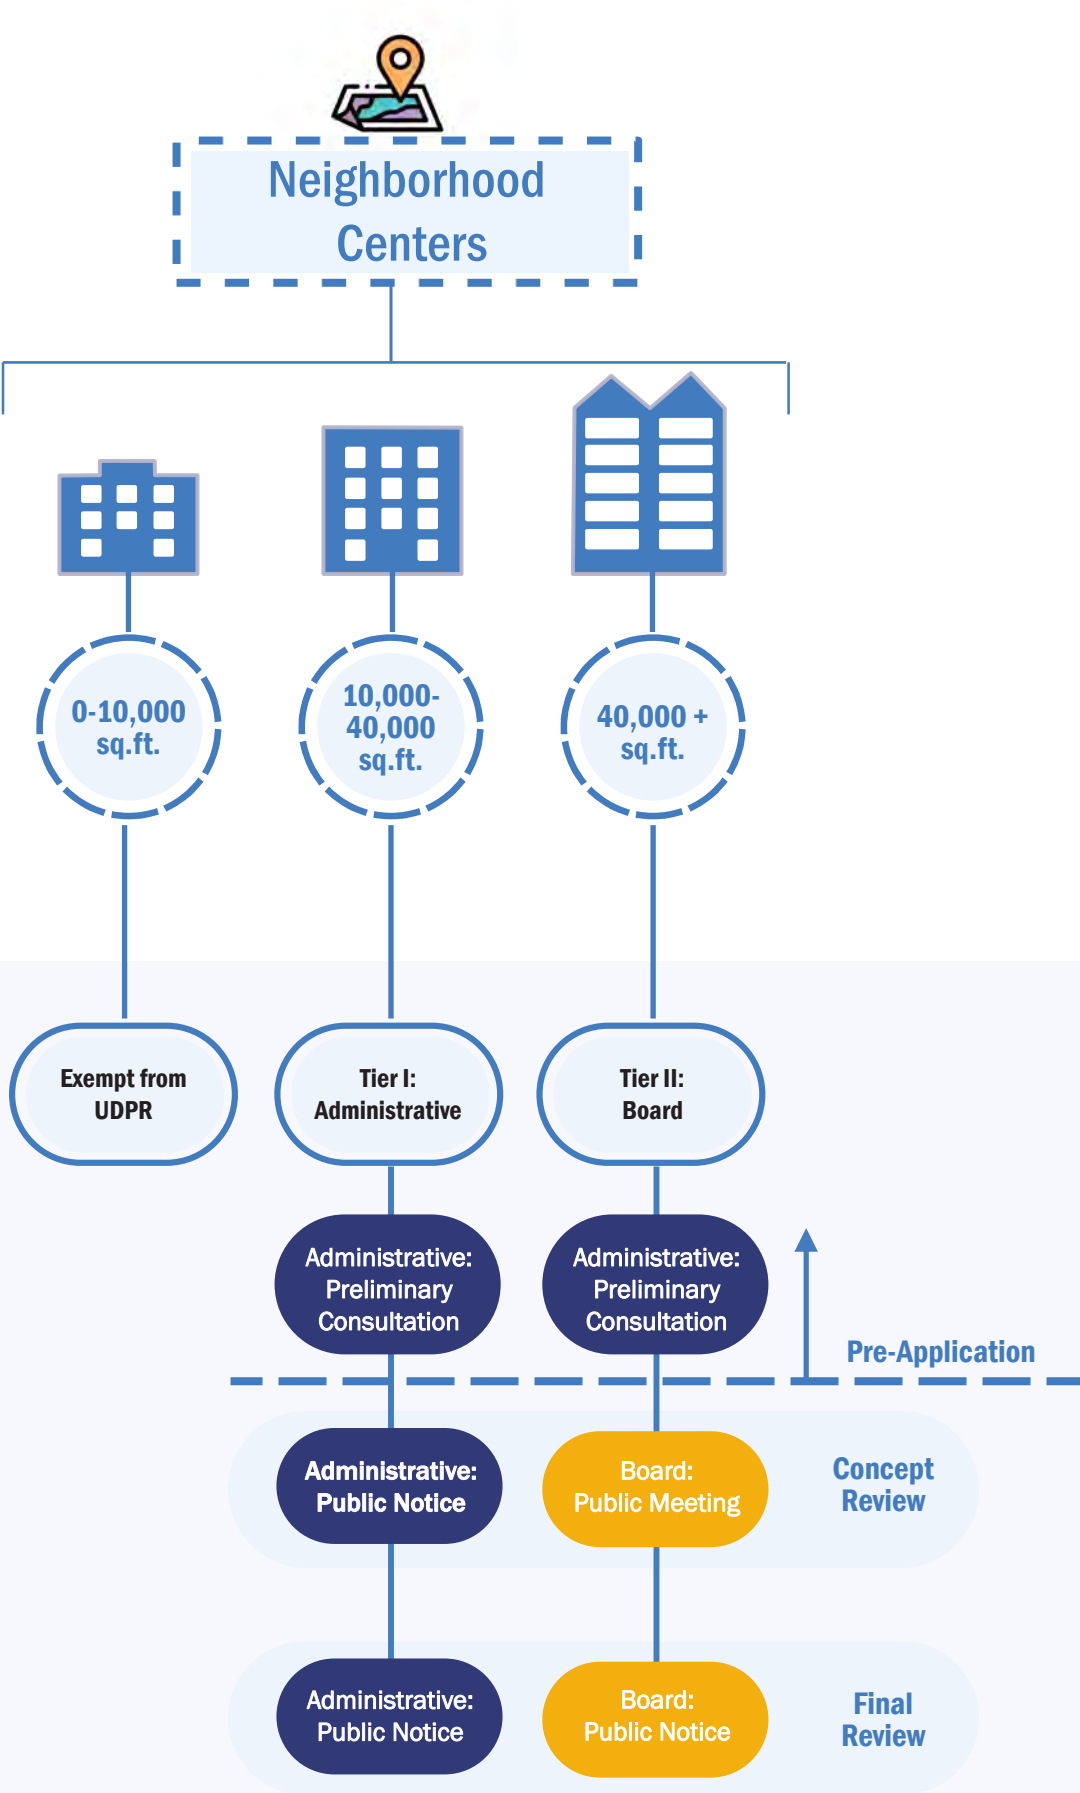 Neighborhood
Centers
0-10,000
sq.ft.
10,000-
40,000
sq.ft.
40,000 +
sq.ft.
Exempt from
UDPR
Tier I:
Administrative
Tier II:
Board
Administrative:
Preliminary
Consultation
Administrative:
Preliminary
Consultation
Pre-Application
Administrative:
Public Notice
Board:
Public Meeting
Concept
Review
Administrative:
Public Notice
Board:
Public Notice
Final
Review